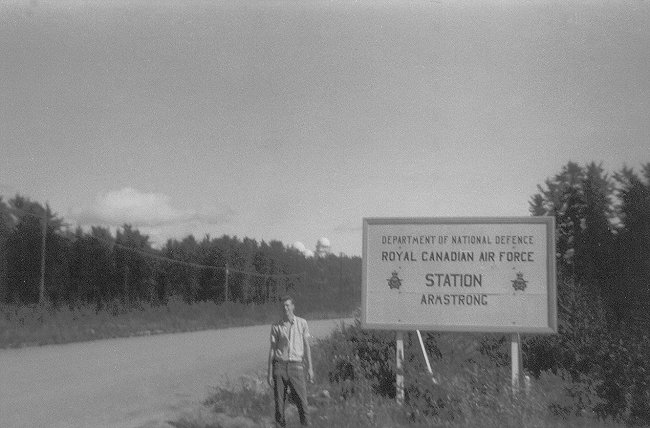 DEPARTMENT OF NATIONAL DEFENCE
ROYAL CANADIAN AIR FORCE
STATION
ARMSTRONG